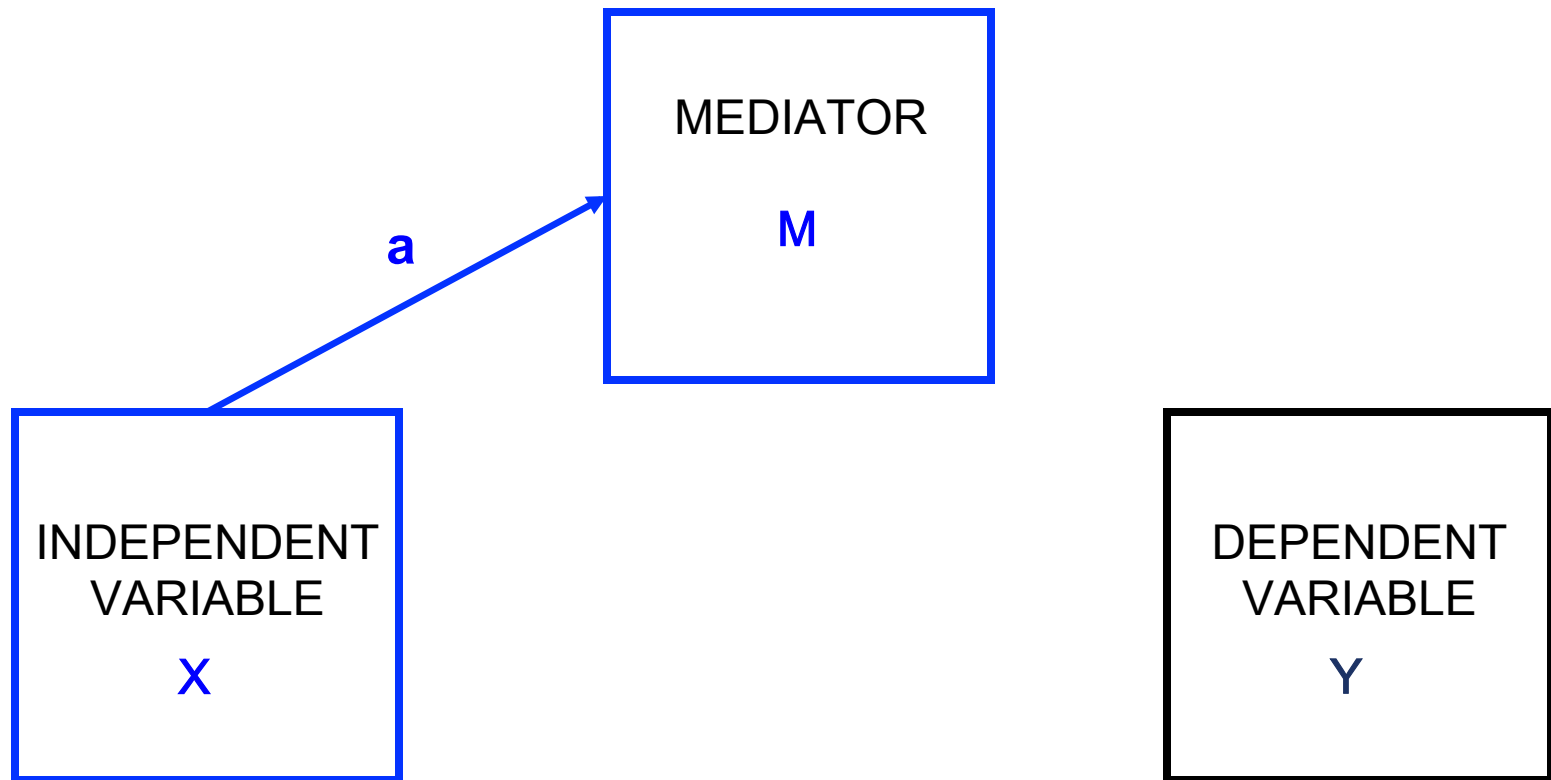 MEDIATOR
M
a
INDEPENDENT
VARIABLE
X
DEPENDENT
VARIABLE
Y